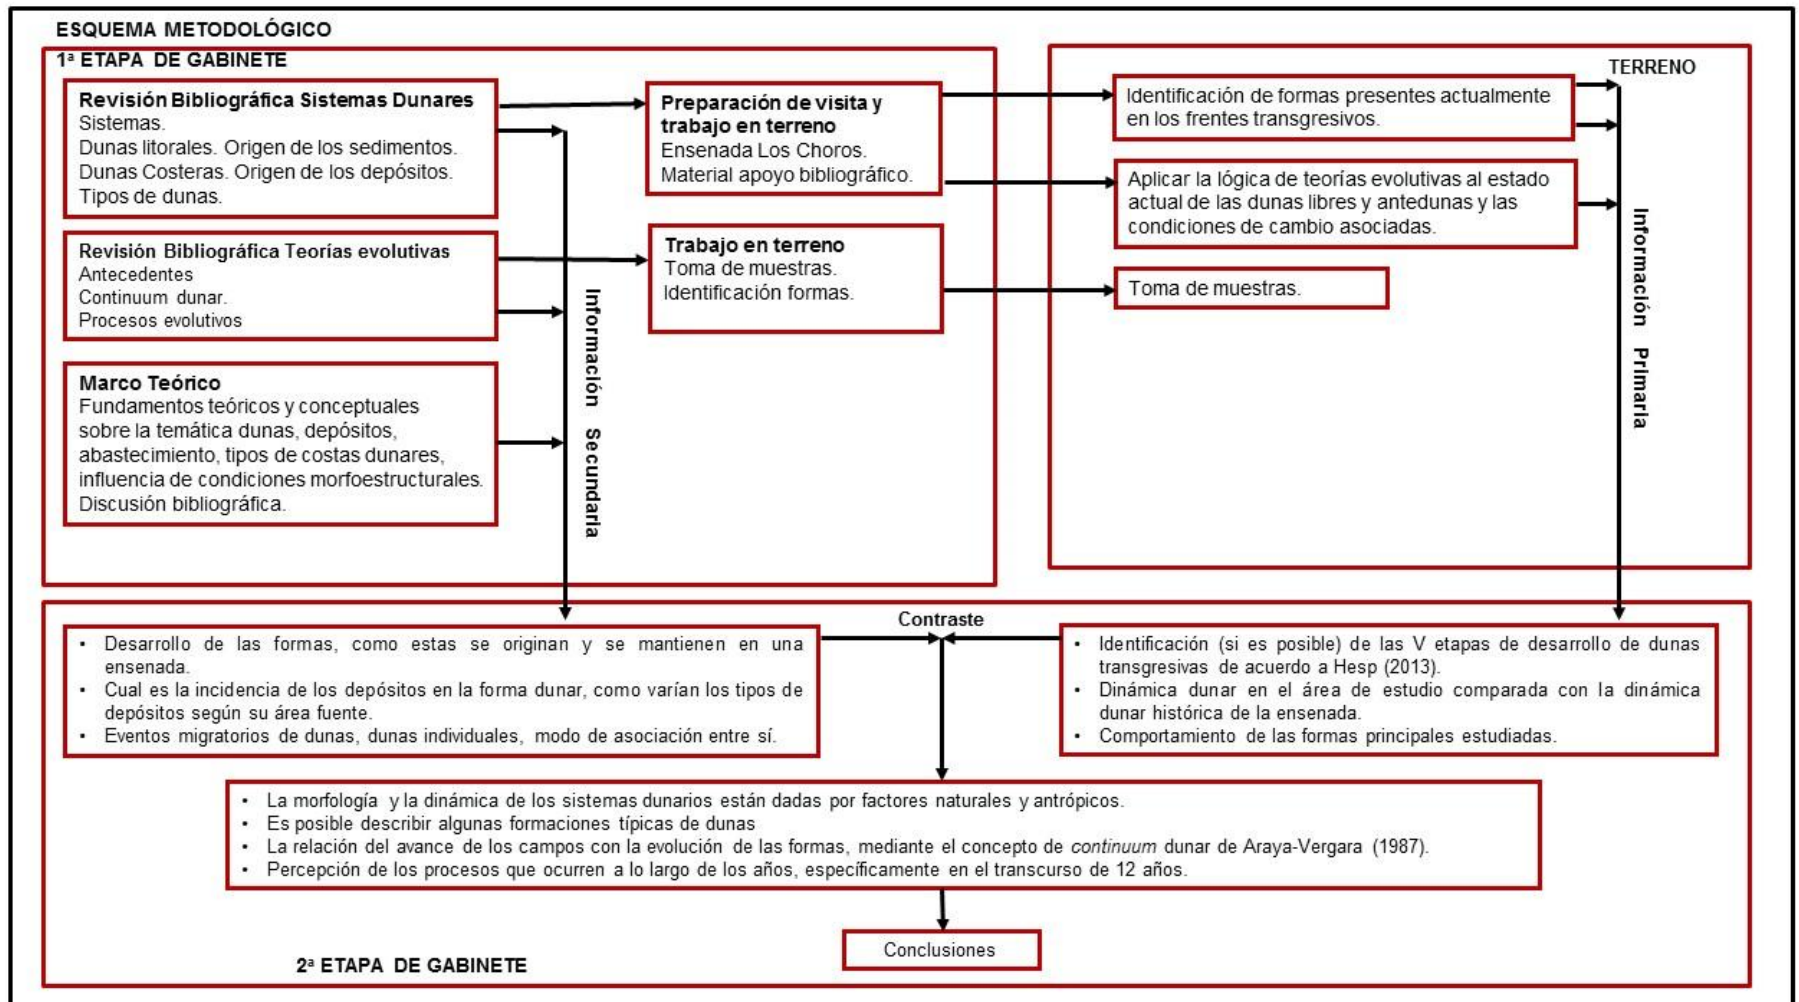 ESQUEMA METODOLÓGICO
1ª ETAPA DE GABINETE
Revisión Bibliográfica Sistemas Dunares
Sistemas.
Dunas litorales. Origen de los sedimentos.
Dunas Costeras. Origen de los depósitos.
Tipos de dunas.
Revisión Bibliográfica Teorías evolutivas
Antecedentes
Continuum dunar.
Procesos evolutivos
Marco Teórico
Fundamentos teóricos y conceptuales
sobre la temática dunas, depósitos,
abastecimiento, tipos de costas dunares,
influencia de condiciones morfoestructurales.
Discusión bibliográfica.
Información Secundaria
Preparación de visita y
trabajo en terreno
Ensenada Los Choros.
Material apoyo bibliográfico.
Trabajo en terreno
Toma de muestras.
Identificación formas.
TERRENO
Identificación de formas presentes actualmente
en los frentes transgresivos.
Aplicar la lógica de teorías evolutivas al estado
actual de las dunas libres y antedunas y las
condiciones de cambio asociadas.
Toma de muestras.
Información Primaria
Contraste
• Desarrollo de las formas, como estas se originan y se mantienen en una
ensenada.
• Cual es la incidencia de los depósitos en la forma dunar, como varían los tipos de
depósitos según su área fuente.
• Eventos migratorios de dunas, dunas individuales, modo de asociación entre sí.
• Identificación (si es posible) de las V etapas de desarrollo de dunas
transgresivas de acuerdo a Hesp (2013).
• Dinámica dunar en el área de estudio comparada con la dinámica
dunar histórica de la ensenada.
• Comportamiento de las formas principales estudiadas.
• La morfología y la dinámica de los sistemas dunarios están dadas por factores naturales y antrópicos.
• Es posible describir algunas formaciones típicas de dunas
• La relación del avance de los campos con la evolución de las formas, mediante el concepto de continuum dunar de Araya-Vergara (1987).
• Percepción de los procesos que ocurren a lo largo de los años, específicamente en el transcurso de 12 años.
Conclusiones
2ª ETAPA DE GABINETE